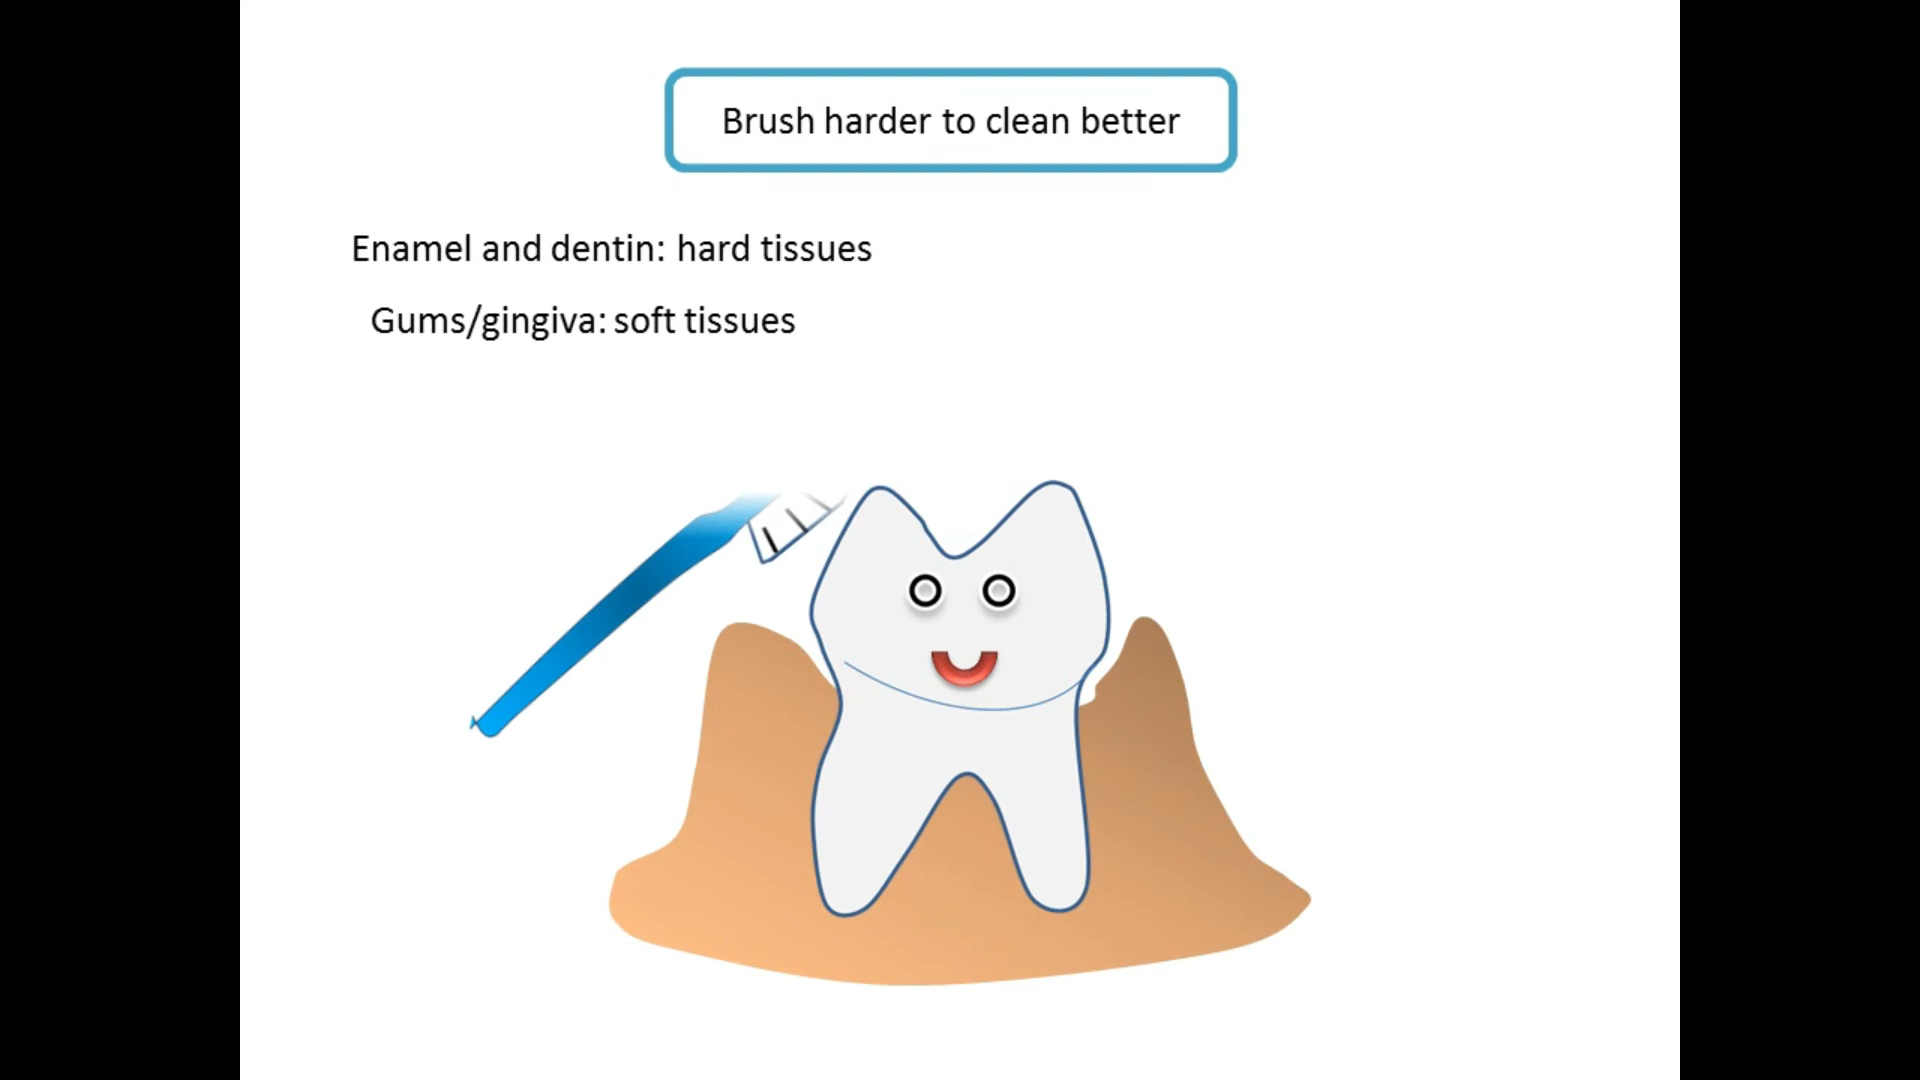 Brush harder to clean better
Enamel and dentin: hard tissues
Gums/gingiva: soft tissues